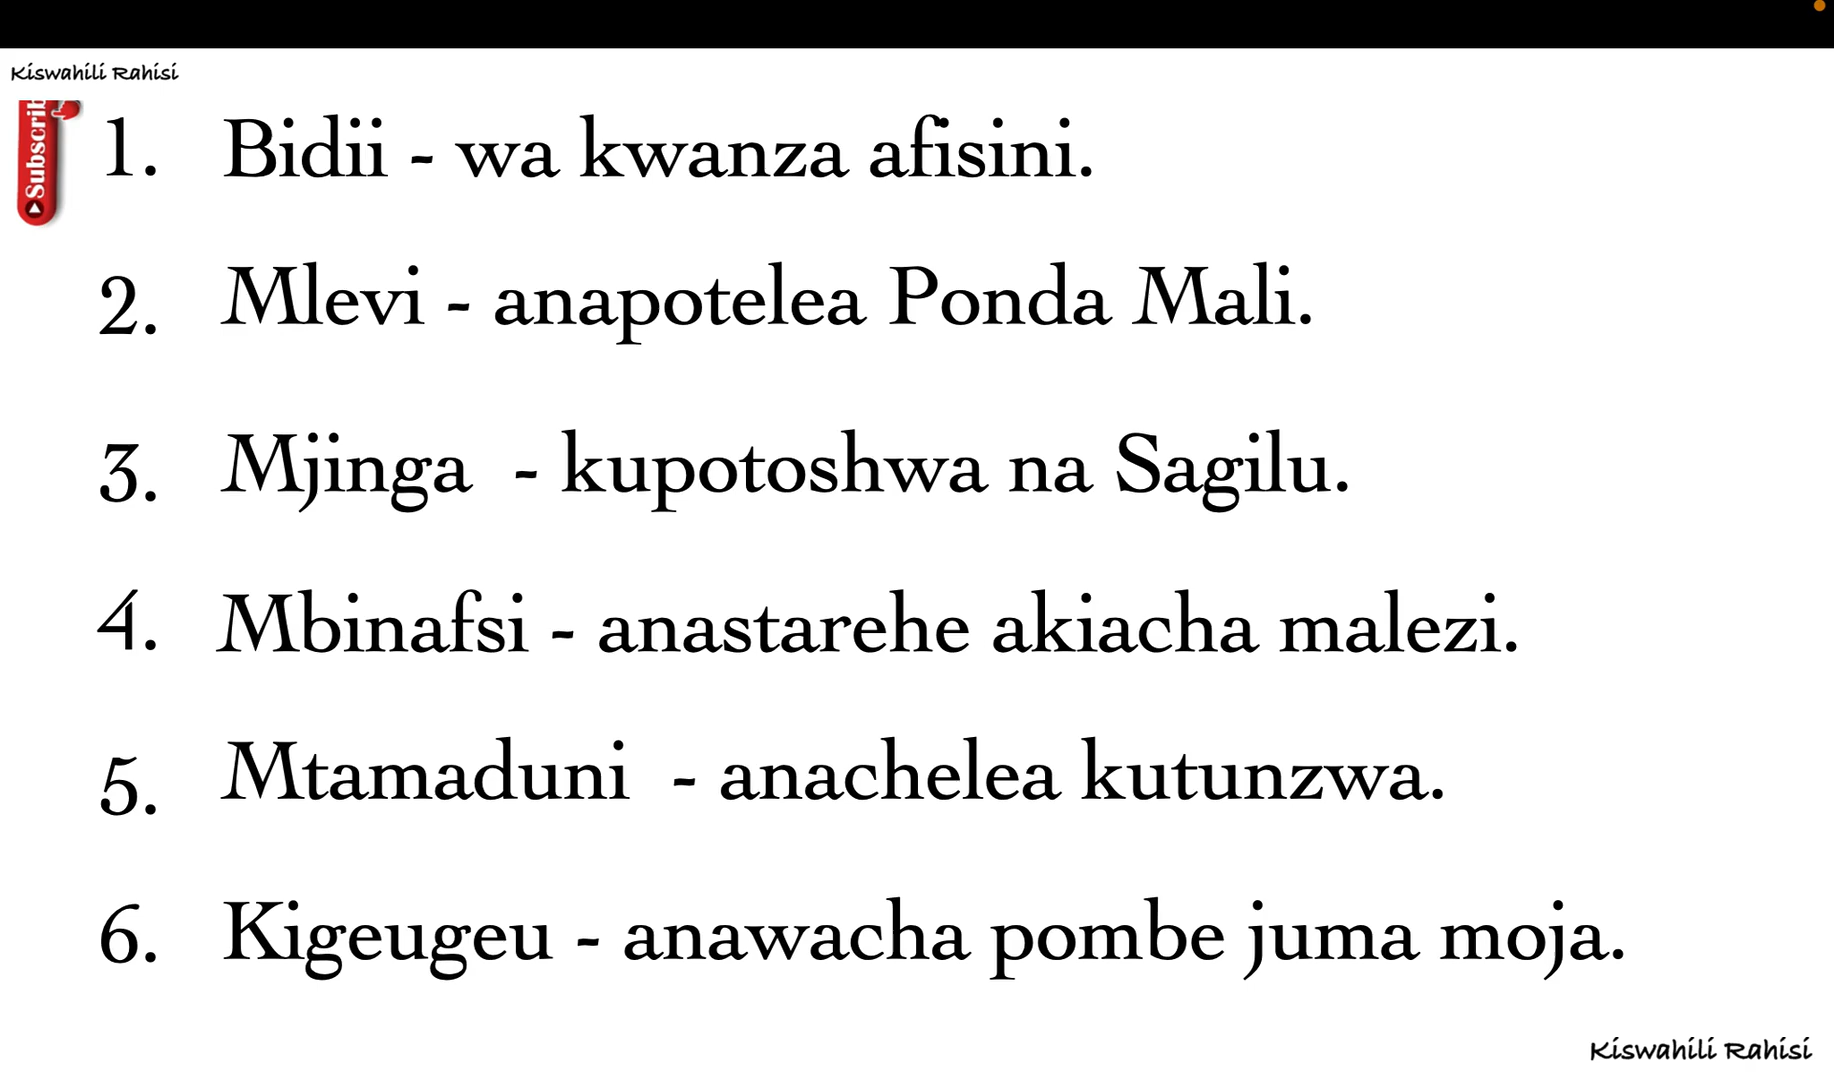 Kiswahili Rahisi
Subscrib
1. Bidii - wa kwanza afisini.
2. Mlevi - anapotelea Ponda Mali.
3. Mjinga - kupotoshwa na Sagilu.
4. Mbinafsi - anastarehe akiacha malezi.
5. Mtamaduni - anachelea kutunzwa.
6. Kigeugeu - anawacha pombe juma moja.
Kiswahili Rahisi